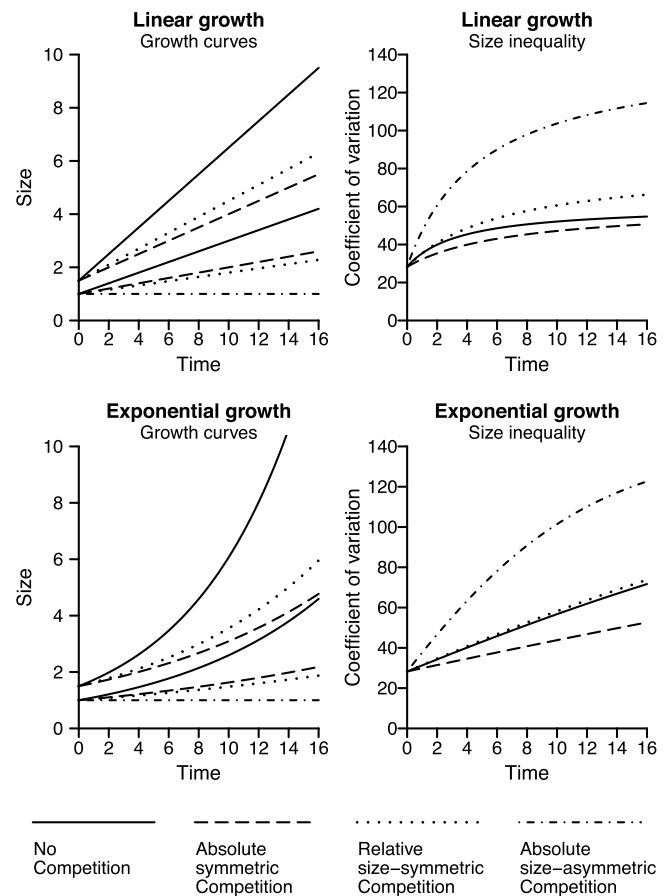 Linear growth
Growth curves
Size
10
8
6
4
2
0
0 2 4 6 8 10 12 14 16
Time
Linear growth
Size inequality
Coefficient of variation
140
120
100
80
60
40
20
0
0 2 4 6 8 10 12 14 16
Time
Exponential growth
Growth curves
Size
10
8
6
4
2
0
0 2 4 6 8 10 12 14 16
Time
Exponential growth
Size inequality
Coefficient of variation
140
120
100
80
60
40
20
0
0 2 4 6 8 10 12 14 16
Time
No
Competition
Absolute
symmetric
Competition
Relative
size−symmetric
Competition
Absolute
size−asymmetric
Competition